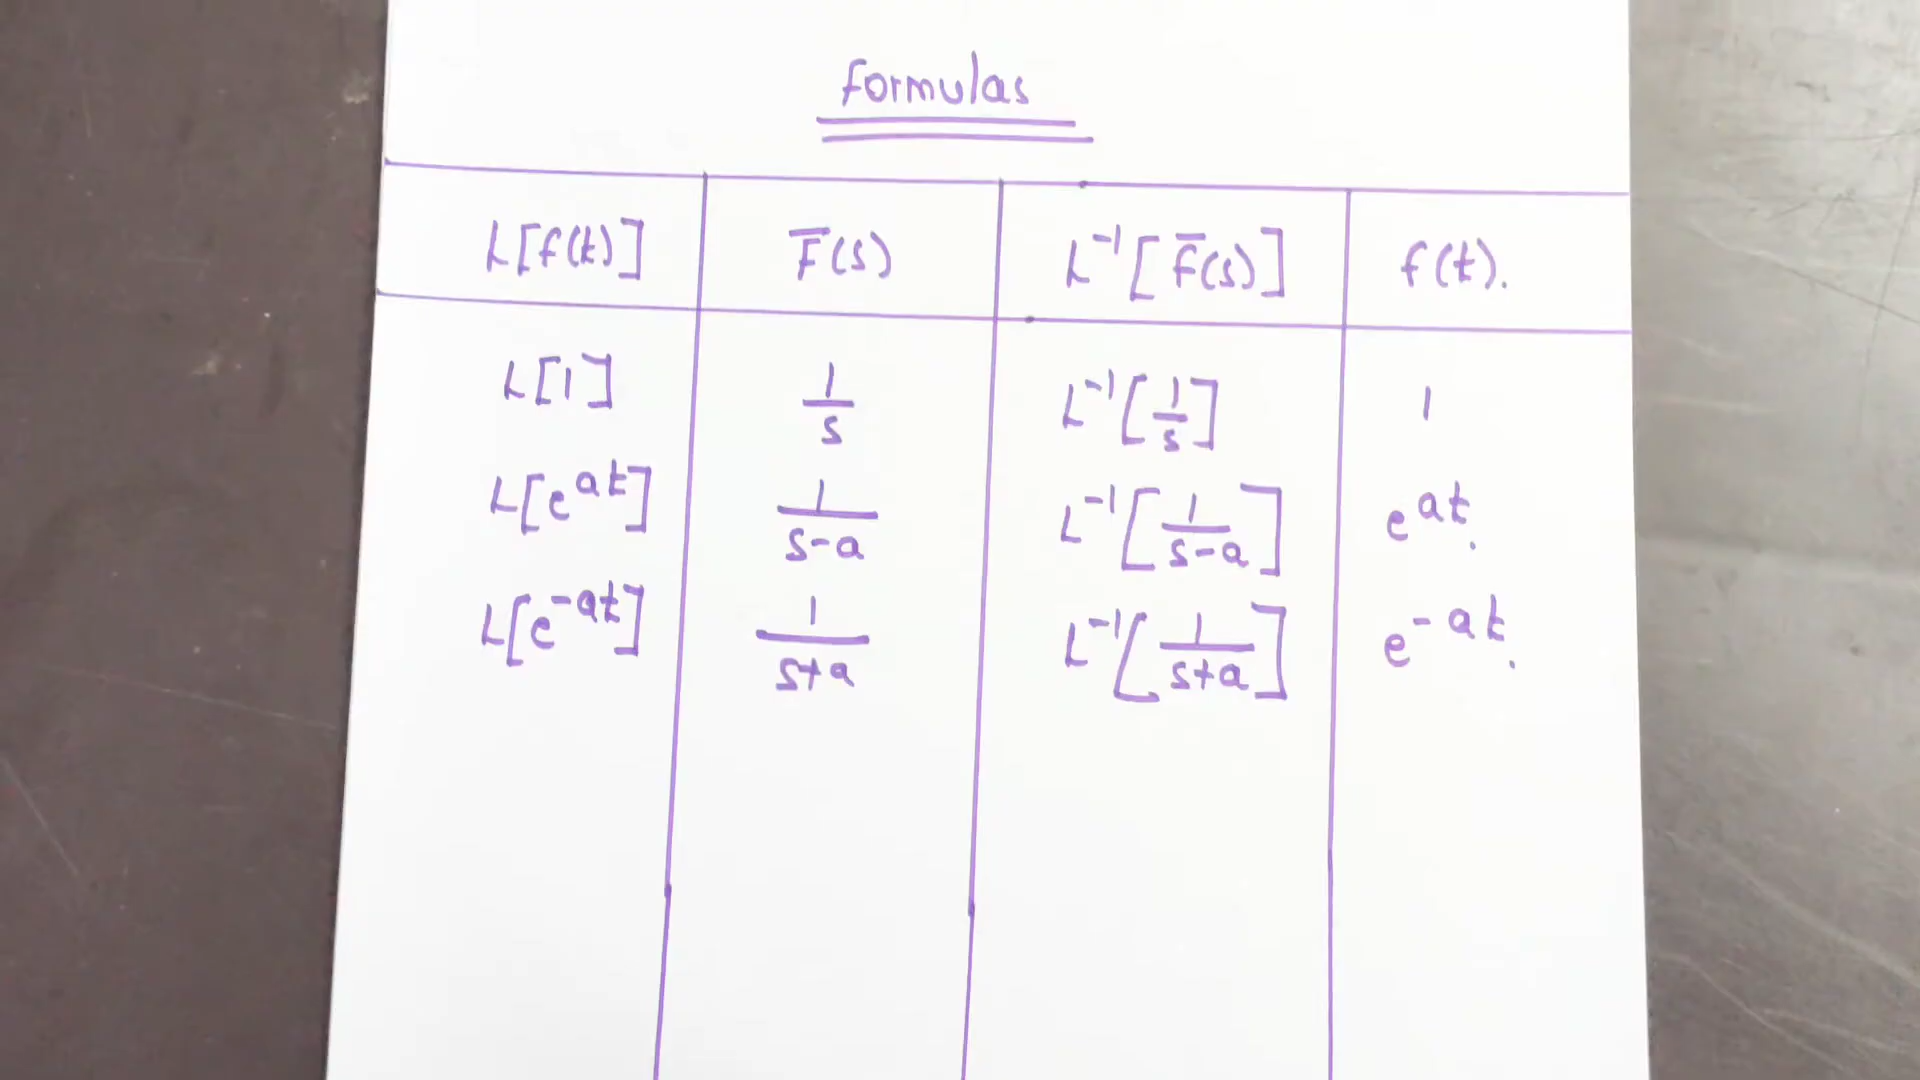 formulas
L[f(t)] F̅(s) L⁻¹[F̅(s)] f(t).
L[1] 1/s L⁻¹[1/s] 1
L[e^at] 1/(s-a) L⁻¹[1/(s-a)] e^at.
L[e^-at] 1/(s+a) L⁻¹[1/(s+a)] e^-at.